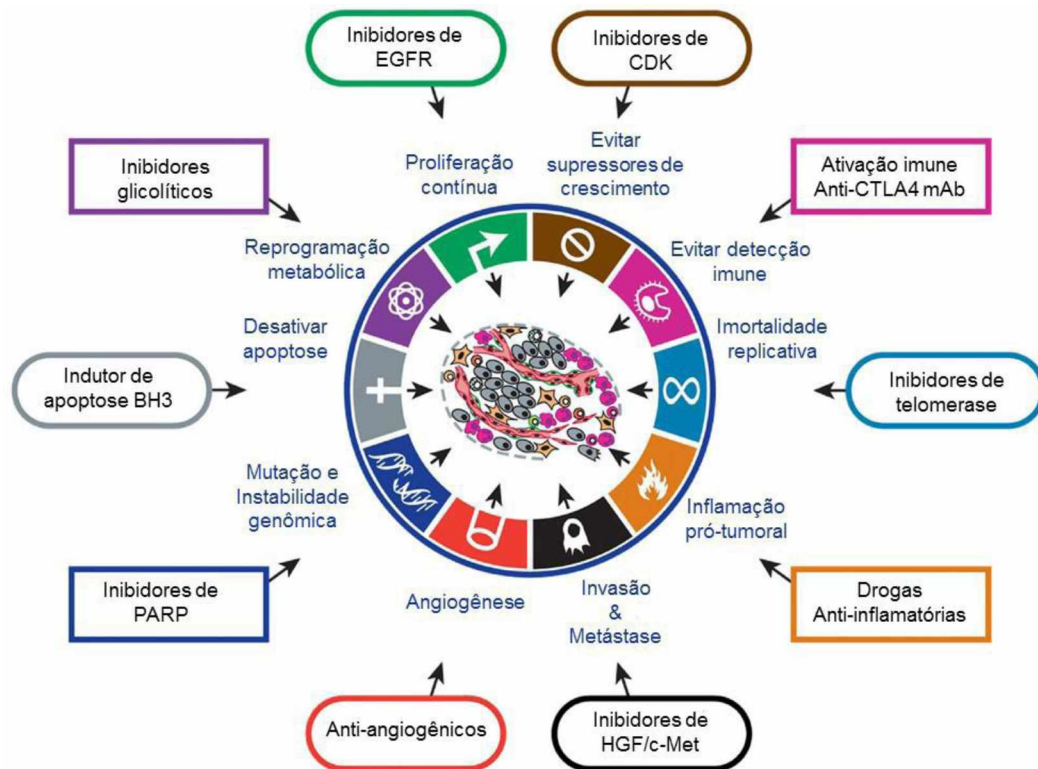 Inibidores de
EGFR
Inibidores de
CDK
Inibidores
glicolíticos
Proliferação
contínua
Evitar
supressores de
crescimento
Ativação imune
Anti-CTLA4 mAb
Reprogramação
metabólica
Evitar detecção
imune
Desativar
apoptose
Imortalidade
replicativa
Indutor de
apoptose BH3
Inibidores de
telomerase
Mutação e
Instabilidade
genômica
Inflamação
pró-tumoral
Inibidores de
PARP
Angiogênese
Invasão
&
Metástase
Drogas
Anti-inflamatórias
Anti-angiogênicos
Inibidores de
HGF/c-Met